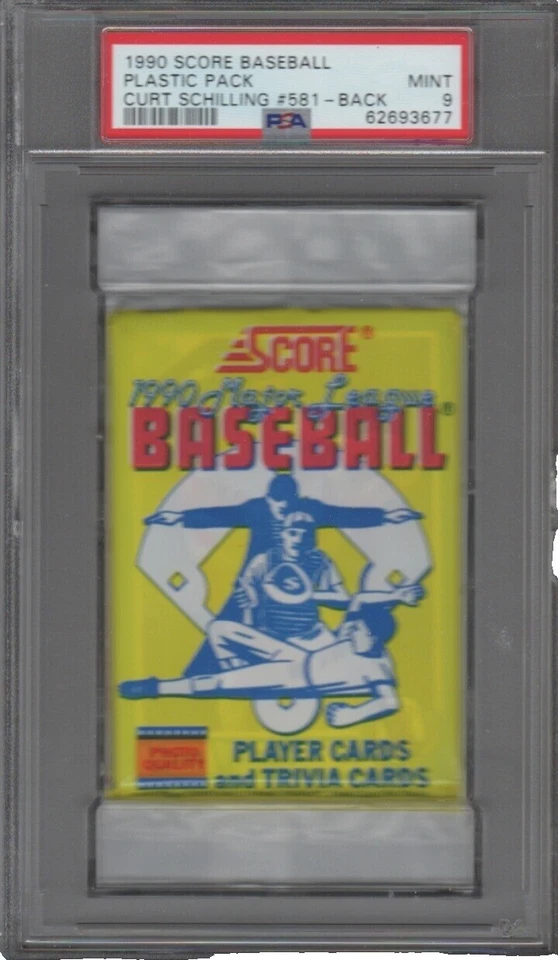 1990 SCORE BASEBALL
PLASTIC PACK MINT
CURT SCHILLING #581-BACK 9
PSA 62693677
SCORE®
1990 Major League
BASEBALL®
S
PHOTO
QUALITY
PLAYER CARDS
and TRIVIA CARDS